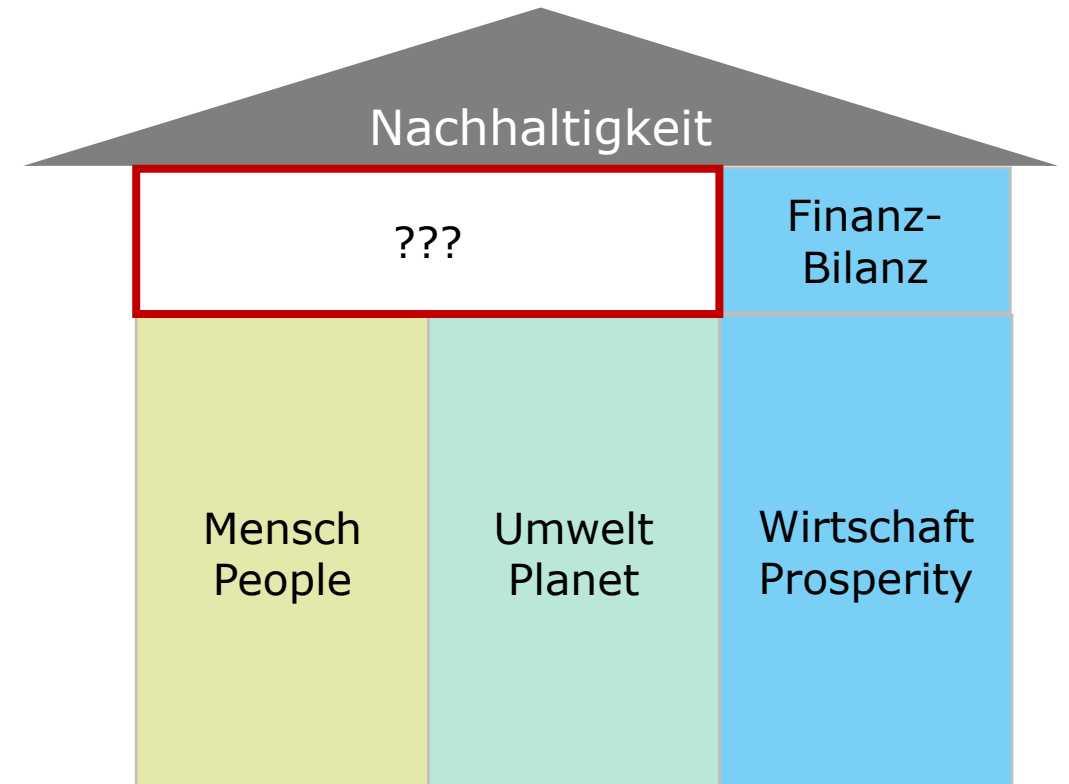 Nachhaltigkeit
???
Finanz-
Bilanz
Mensch
People
Umwelt
Planet
Wirtschaft
Prosperity